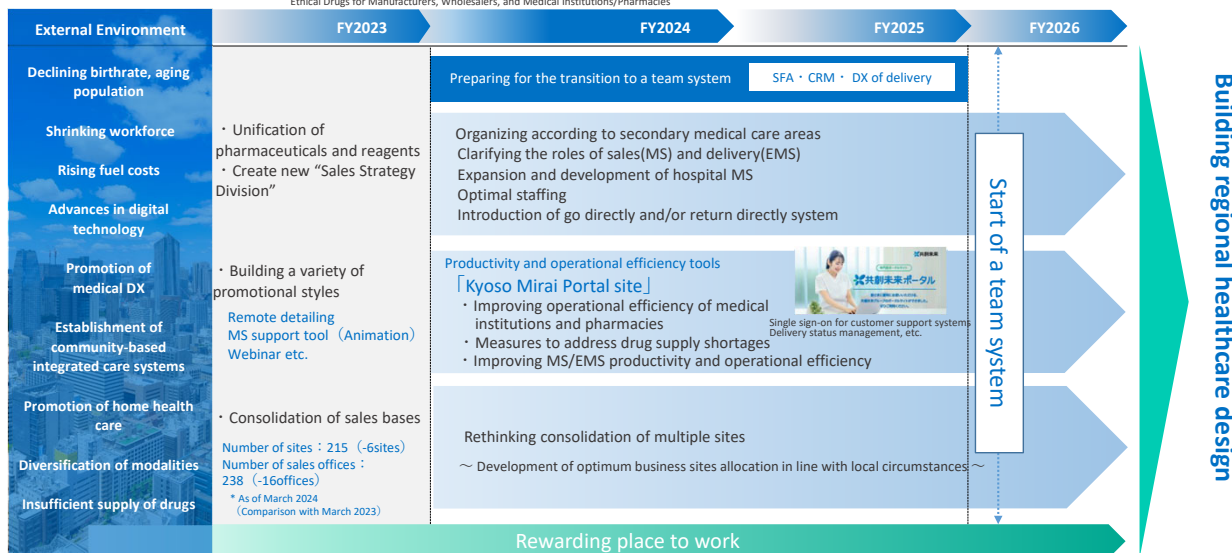 Ethical Drugs for Manufacturers, Wholesalers, and Medical Institutions/Pharmacies
External Environment
FY2023
FY2024
FY2025
FY2026
Declining birthrate, aging
population
Shrinking workforce
Rising fuel costs
Advances in digital
technology
Promotion of
medical DX
Establishment of
community-based
integrated care systems
Promotion of home health
care
Diversification of modalities
Insufficient supply of drugs
・Unification of
pharmaceuticals and reagents
・Create new “Sales Strategy
Division”
・Building a variety of
promotional styles
Remote detailing
MS support tool（Animation）
Webinar etc.
・Consolidation of sales bases
Number of sites：215（-6sites）
Number of sales offices：
238（-16offices）
* As of March 2024
（Comparison with March 2023）
Preparing for the transition to a team system
SFA・CRM・DX of delivery
Organizing according to secondary medical care areas
Clarifying the roles of sales(MS) and delivery(EMS)
Expansion and development of hospital MS
Optimal staffing
Introduction of go directly and/or return directly system
Productivity and operational efficiency tools
「Kyoso Mirai Portal site」
・Improving operational efficiency of medical
institutions and pharmacies
・Measures to address drug supply shortages
・Improving MS/EMS productivity and operational efficiency
共創未来
共創未来ポータル
Single sign-on for customer support systems
Delivery status management, etc.
Rethinking consolidation of multiple sites
～ Development of optimum business sites allocation in line with local circumstances ～
Start of a team system
Building regional healthcare design
Rewarding place to work